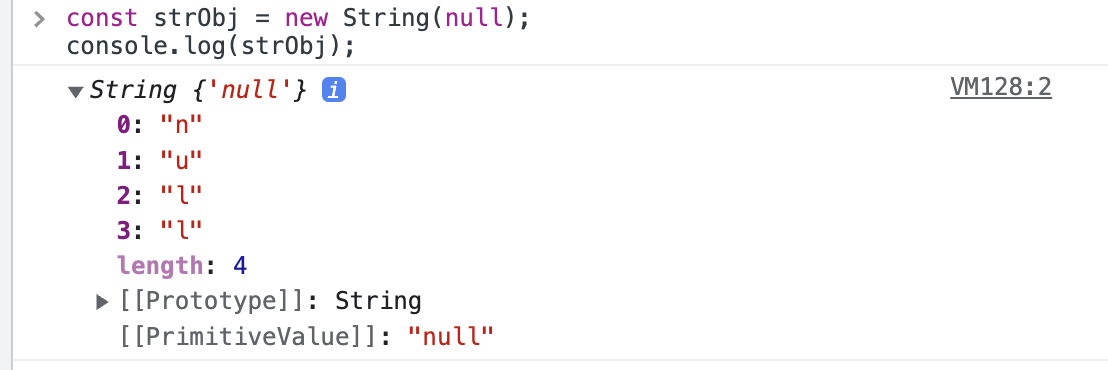 > const strObj = new String(null);
console.log(strObj);
▼ String {'null'} i VM128:2
0: "n"
1: "u"
2: "l"
3: "l"
length: 4
▶ [[Prototype]]: String
[[PrimitiveValue]]: "null"